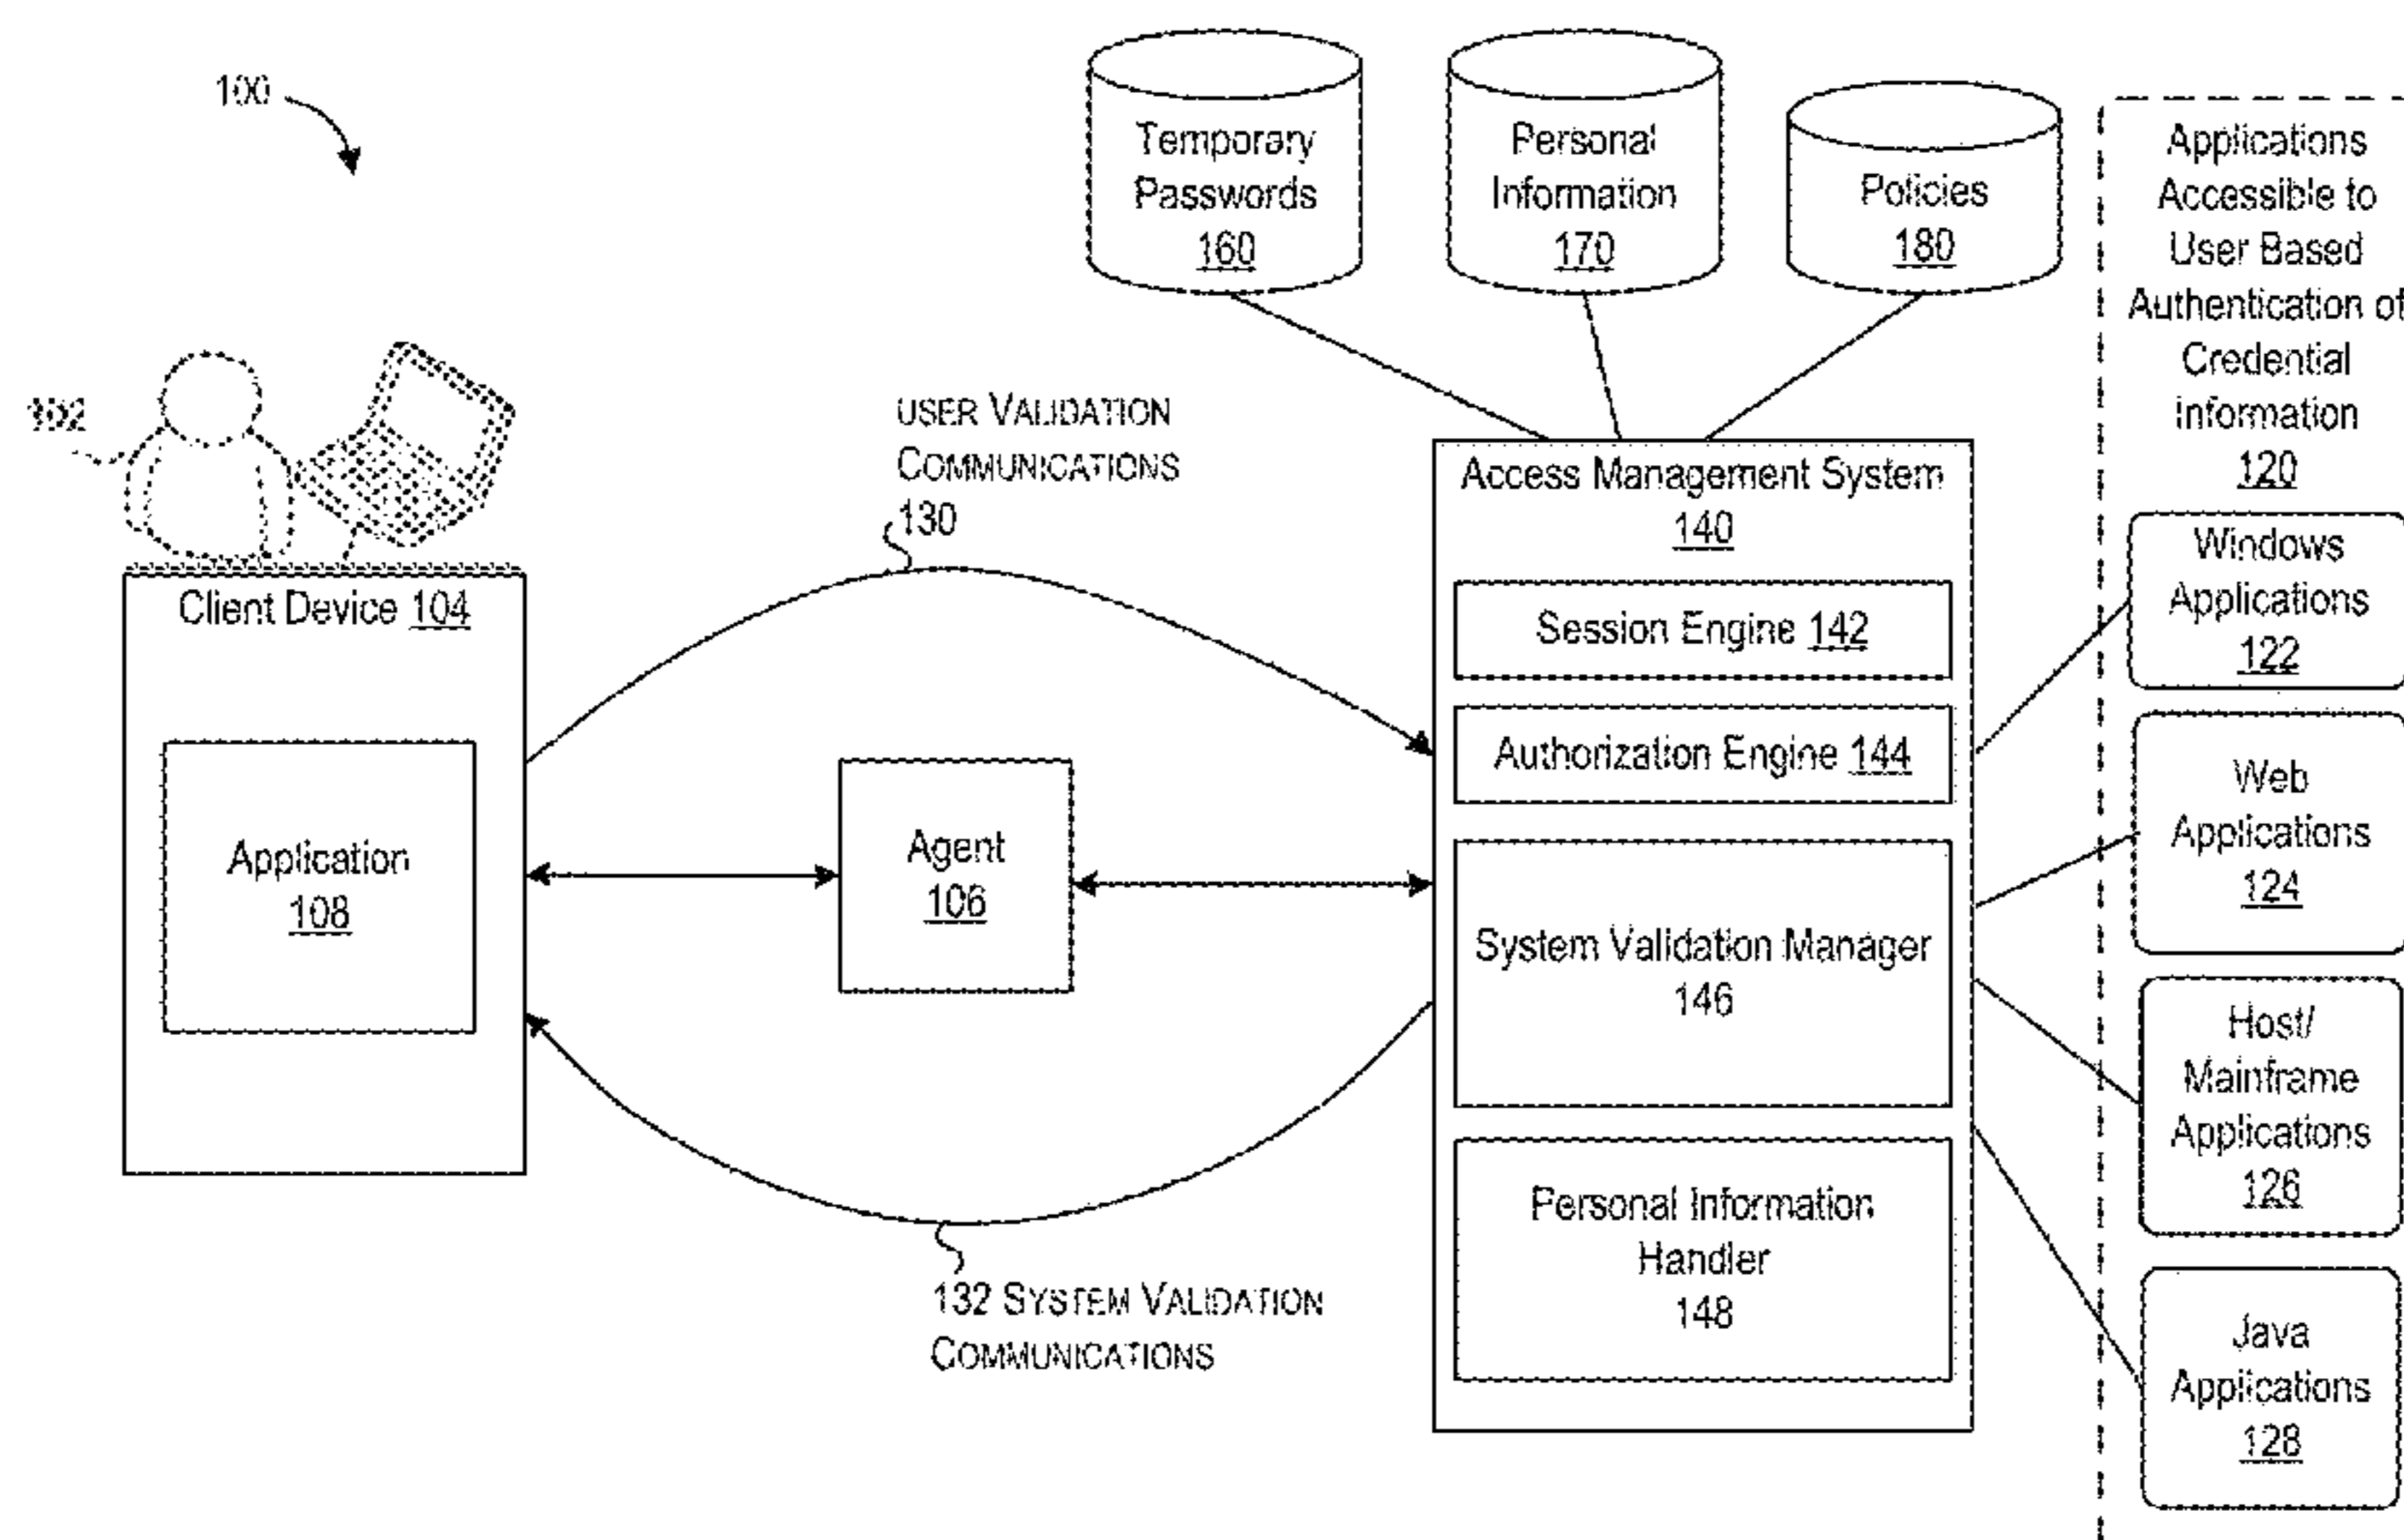 100
Temporary
Passwords
160
Personal
Information
170
Policies
180
Applications
Accessible to
User Based
Authentication of
Credential
Information
120
102
USER VALIDATION
COMMUNICATIONS
130
Client Device 104
Application
108
Agent
106
132 SYSTEM VALIDATION
COMMUNICATIONS
Access Management System
140
Session Engine 142
Authorization Engine 144
System Validation Manager
146
Personal Information
Handler
148
Windows
Applications
122
Web
Applications
124
Host/
Mainframe
Applications
126
Java
Applications
128